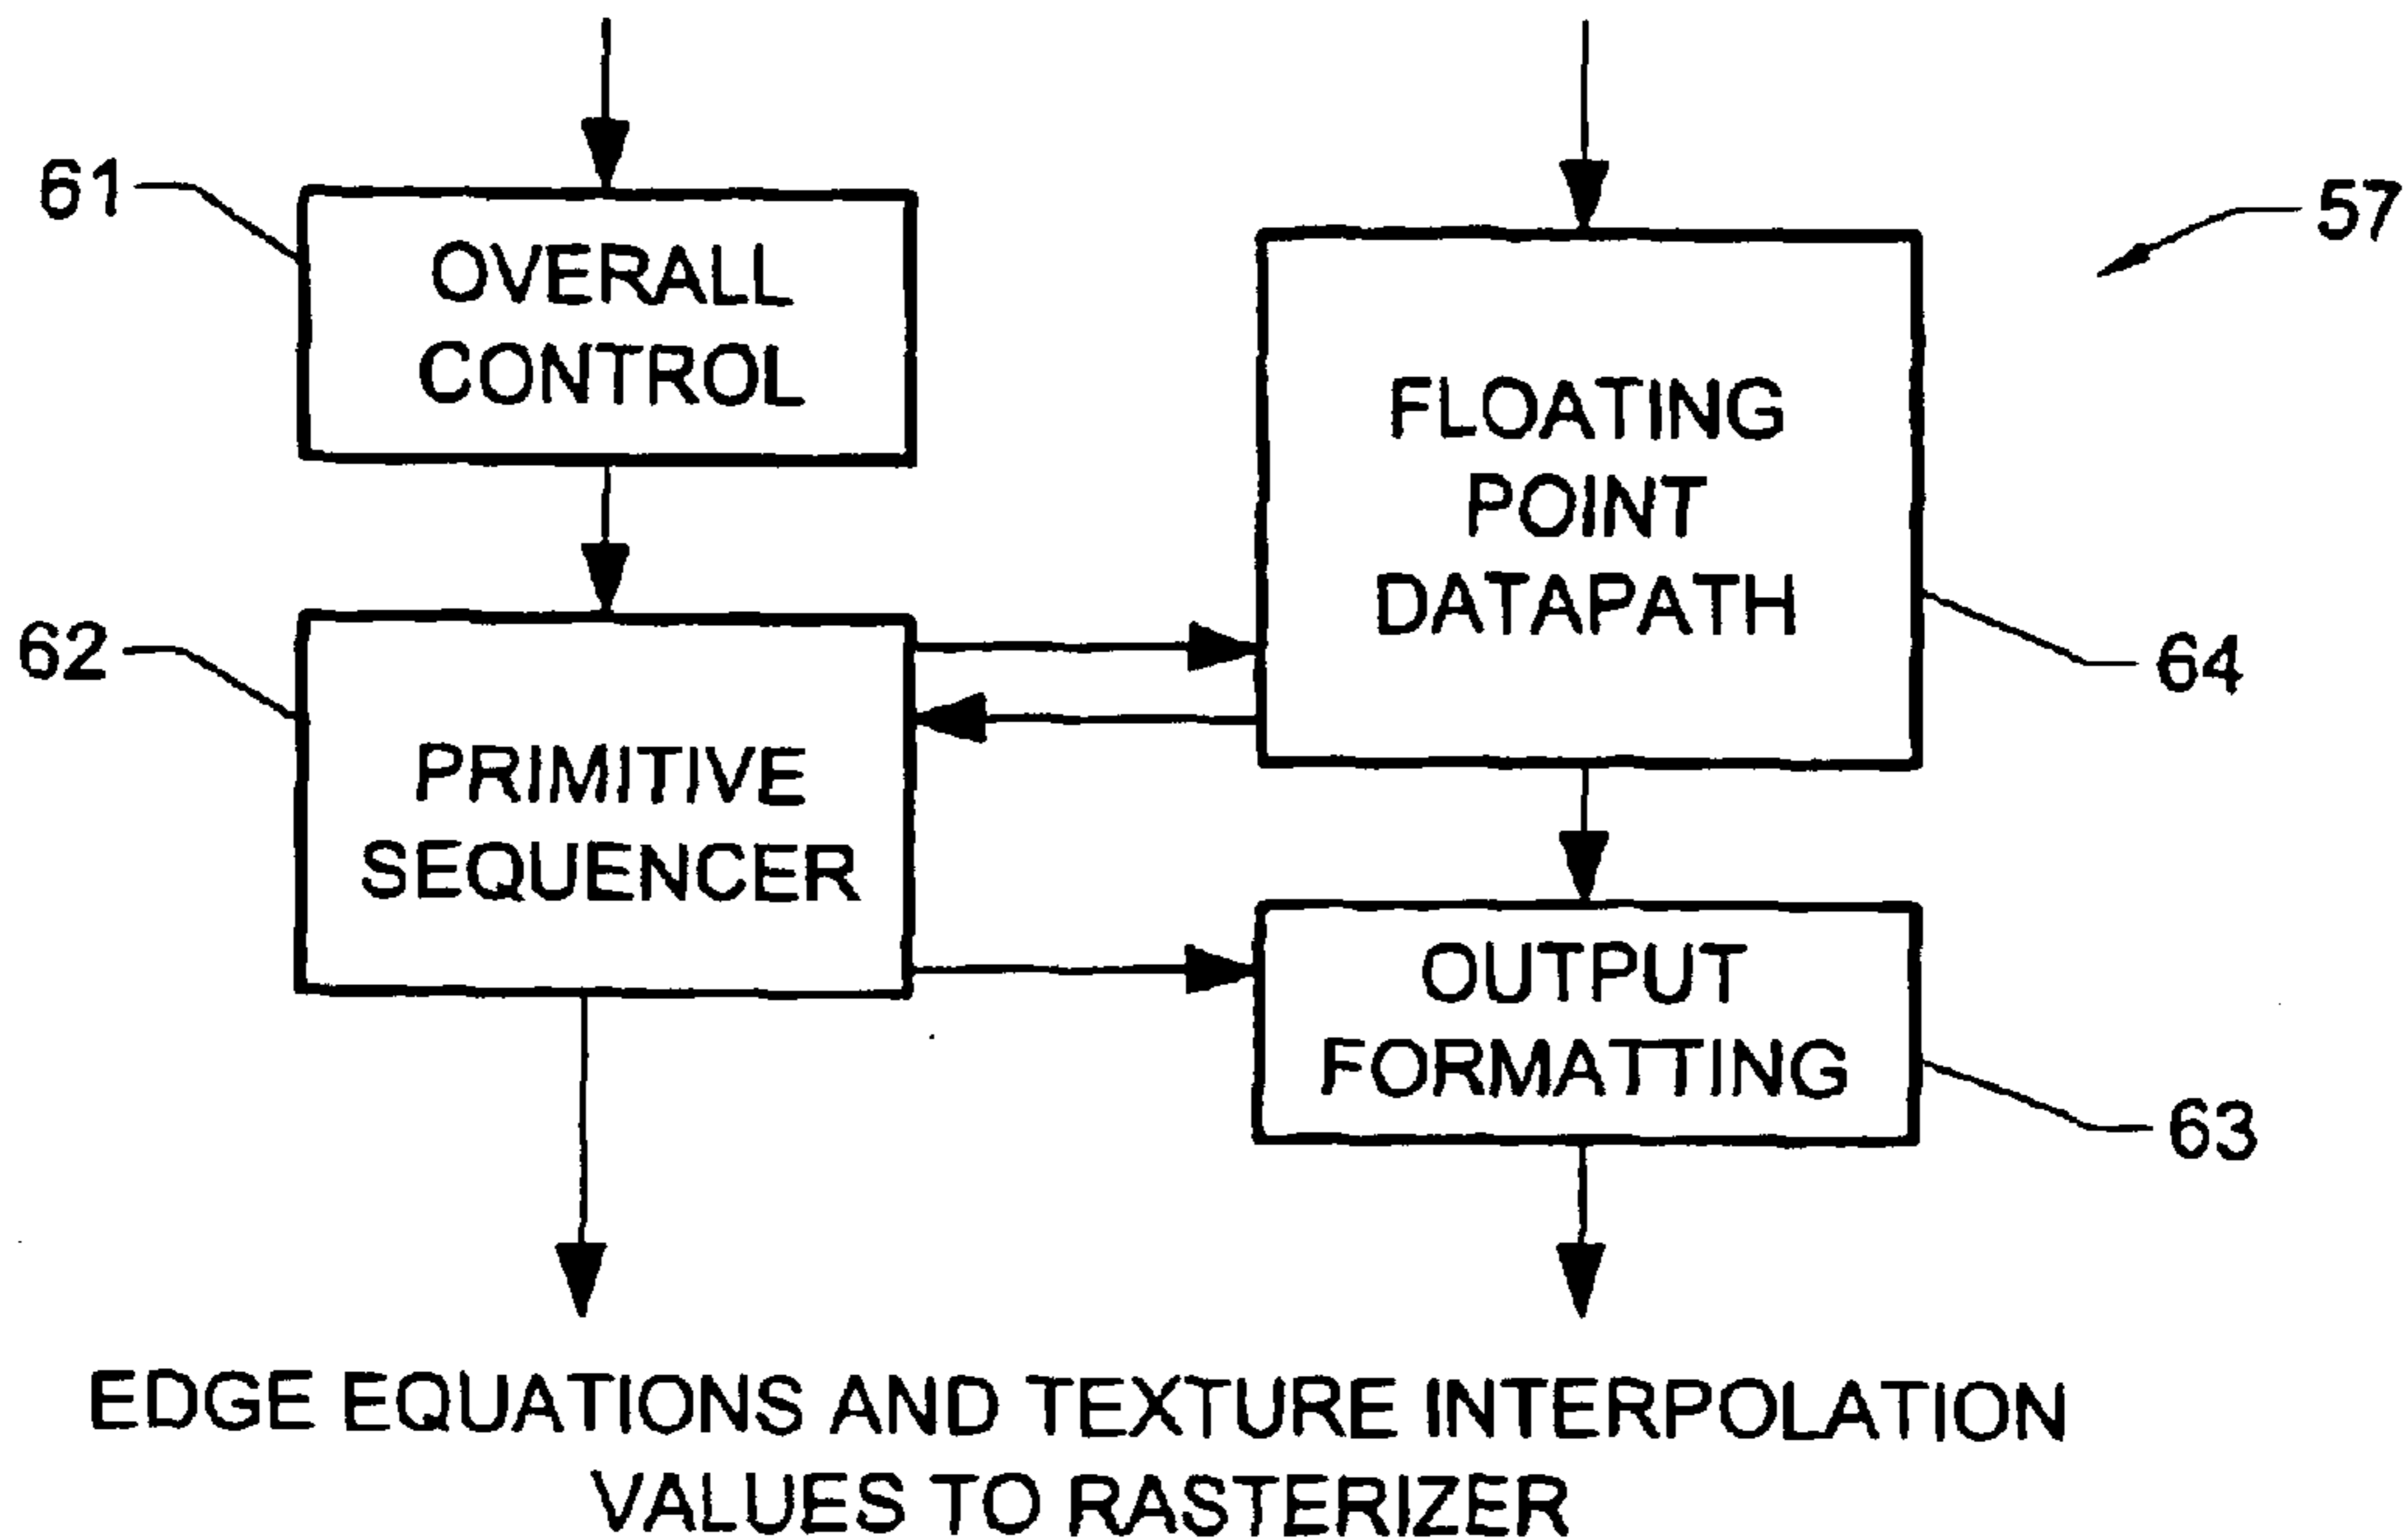 61
OVERALL
CONTROL
57
FLOATING
POINT
DATAPATH
62
64
PRIMITIVE
SEQUENCER
OUTPUT
FORMATTING
63
EDGE EQUATIONS AND TEXTURE INTERPOLATION
VALUES TO RASTERIZER